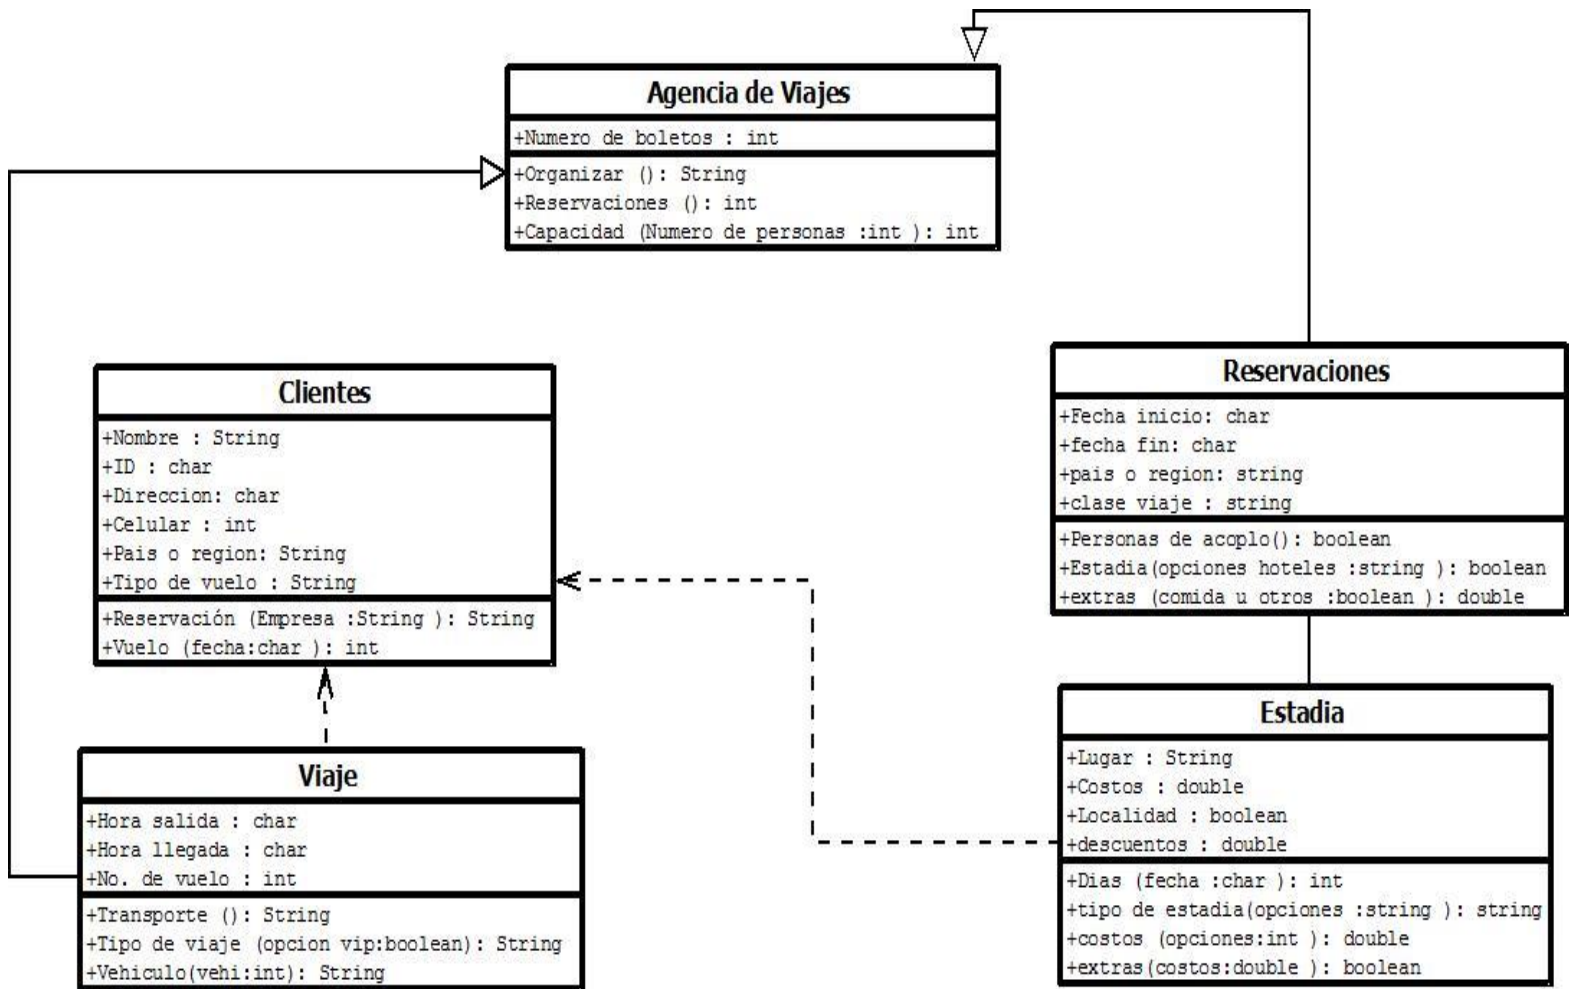 Agencia de Viajes
+Numero de boletos : int
+Organizar (): String
+Reservaciones (): int
+Capacidad (Numero de personas :int ): int
Clientes
+Nombre : String
+ID : char
+Direccion: char
+Celular : int
+Pais o region: String
+Tipo de vuelo : String
+Reservación (Empresa :String ): String
+Vuelo (fecha:char ): int
Reservaciones
+Fecha inicio: char
+fecha fin: char
+pais o region: string
+clase viaje : string
+Personas de acoplo(): boolean
+Estadia(opciones hoteles :string ): boolean
+extras (comida u otros :boolean ): double
Viaje
+Hora salida : char
+Hora llegada : char
+No. de vuelo : int
+Transporte (): String
+Tipo de viaje (opcion vip:boolean): String
+Vehiculo(vehi:int): String
Estadia
+Lugar : String
+Costos : double
+Localidad : boolean
+descuentos : double
+Dias (fecha :char ): int
+tipo de estadia(opciones :string ): string
+costos (opciones:int ): double
+extras(costos:double ): boolean